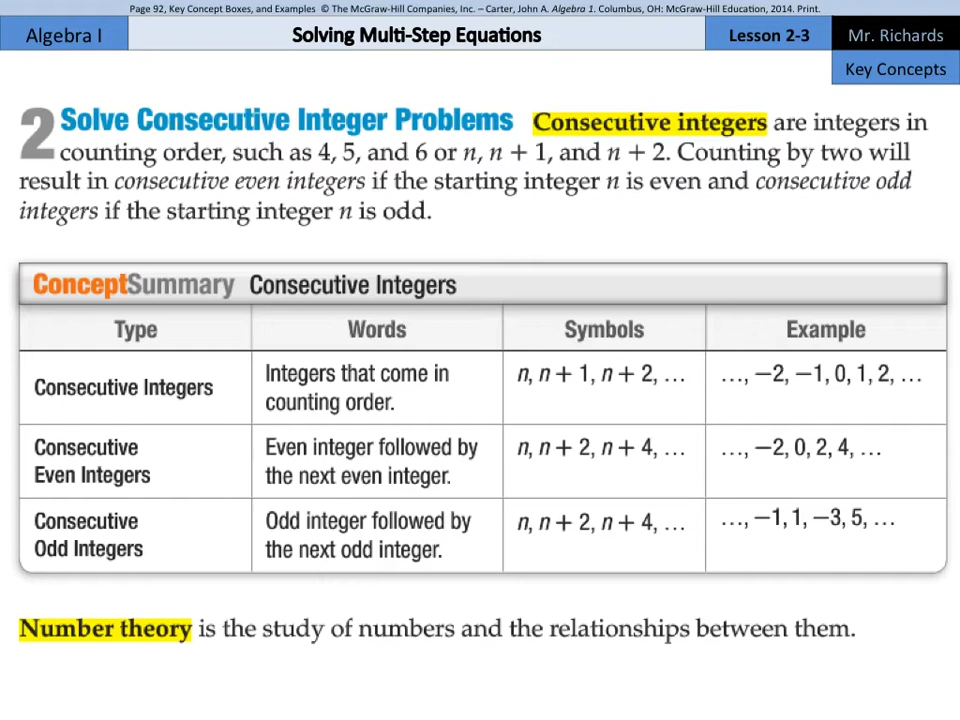 Page 92, Key Concept Boxes, and Examples © The McGraw-Hill Companies, Inc. – Carter, John A. Algebra 1. Columbus, OH: McGraw-Hill Education, 2014. Print.
Algebra I
Solving Multi-Step Equations
Lesson 2-3
Mr. Richards
Key Concepts
2 Solve Consecutive Integer Problems Consecutive integers are integers in
counting order, such as 4, 5, and 6 or n, n + 1, and n + 2. Counting by two will
result in consecutive even integers if the starting integer n is even and consecutive odd
integers if the starting integer n is odd.
ConceptSummary Consecutive Integers
Type Words Symbols Example
Consecutive Integers
Integers that come in
counting order.
n, n + 1, n + 2, …
…, −2, −1, 0, 1, 2, …
Consecutive
Even Integers
Even integer followed by
the next even integer.
n, n + 2, n + 4, …
…, −2, 0, 2, 4, …
Consecutive
Odd Integers
Odd integer followed by
the next odd integer.
n, n + 2, n + 4, …
…, −1, 1, −3, 5, …
Number theory is the study of numbers and the relationships between them.